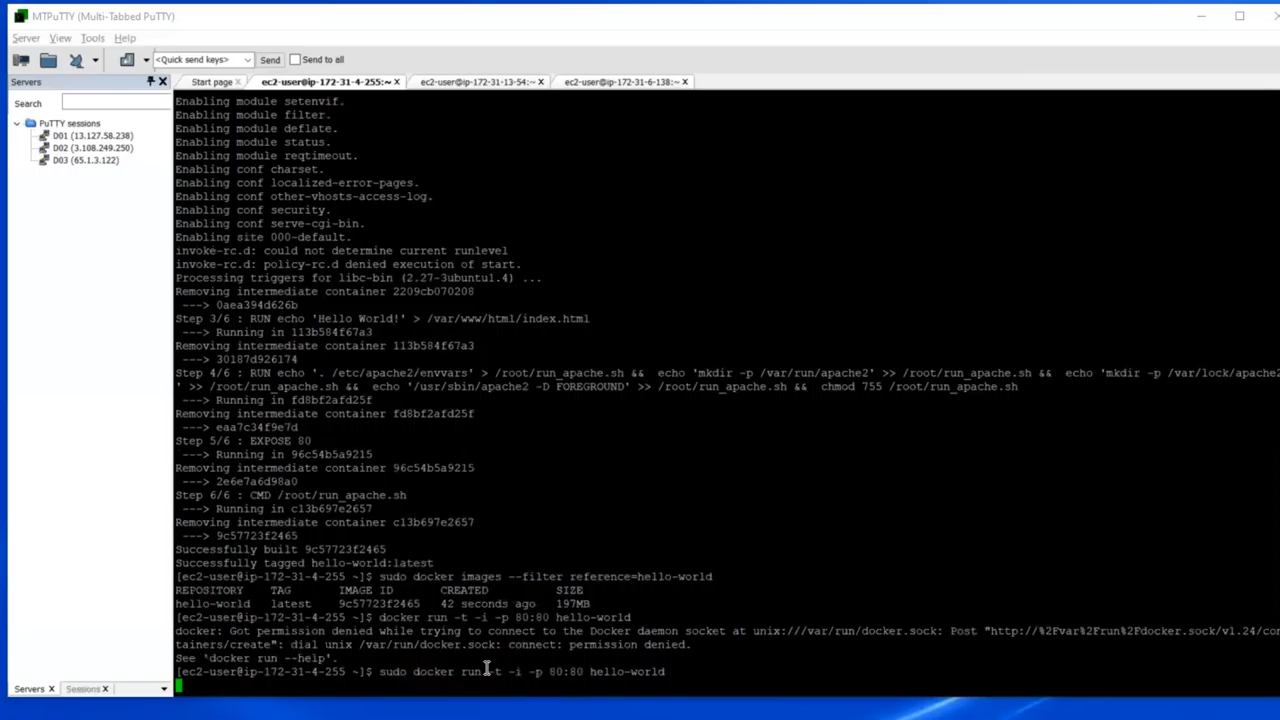 MTPuTTY (Multi-Tabbed PuTTY)
Server View Tools Help
<Quick send keys> Send Send to all
Servers
Start page ec2-user@ip-172-31-4-255:~ ec2-user@ip-172-31-13-54:~ ec2-user@ip-172-31-6-138:~
Search
PuTTY sessions
D01 (13.127.58.238)
D02 (3.108.249.250)
D03 (65.1.3.122)
Enabling module setenvif.
Enabling module filter.
Enabling module deflate.
Enabling module status.
Enabling module reqtimeout.
Enabling conf charset.
Enabling conf localized-error-pages.
Enabling conf other-vhosts-access-log.
Enabling conf security.
Enabling conf serve-cgi-bin.
Enabling site 000-default.
invoke-rc.d: could not determine current runlevel
invoke-rc.d: policy-rc.d denied execution of start.
Processing triggers for libc-bin (2.27-3ubuntu1.4) ...
Removing intermediate container 2209cb070208
---> 0aea394d626b
Step 3/6 : RUN echo 'Hello World!' > /var/www/html/index.html
---> Running in 113b584f67a3
Removing intermediate container 113b584f67a3
---> 30187d926174
Step 4/6 : RUN echo '. /etc/apache2/envvars' > /root/run_apache.sh && echo 'mkdir -p /var/run/apache2' >> /root/run_apache.sh && echo 'mkdir -p /var/lock/apache2
' >> /root/run_apache.sh && echo '/usr/sbin/apache2 -D FOREGROUND' >> /root/run_apache.sh && chmod 755 /root/run_apache.sh
---> Running in fd8bf2afd25f
Removing intermediate container fd8bf2afd25f
---> eaa7c34f9e7d
Step 5/6 : EXPOSE 80
---> Running in 96c54b5a9215
Removing intermediate container 96c54b5a9215
---> 2e6e7a6d98a0
Step 6/6 : CMD /root/run_apache.sh
---> Running in c13b697e2657
Removing intermediate container c13b697e2657
---> 9c57723f2465
Successfully built 9c57723f2465
Successfully tagged hello-world:latest
[ec2-user@ip-172-31-4-255 ~]$ sudo docker images --filter reference=hello-world
REPOSITORY TAG IMAGE ID CREATED SIZE
hello-world latest 9c57723f2465 42 seconds ago 197MB
[ec2-user@ip-172-31-4-255 ~]$ docker run -t -i -p 80:80 hello-world
docker: Got permission denied while trying to connect to the Docker daemon socket at unix:///var/run/docker.sock: Post "http://%2Fvar%2Frun%2Fdocker.sock/v1.24/con
tainers/create": dial unix /var/run/docker.sock: connect: permission denied.
See 'docker run --help'.
[ec2-user@ip-172-31-4-255 ~]$ sudo docker run -t -i -p 80:80 hello-world
Servers Sessions